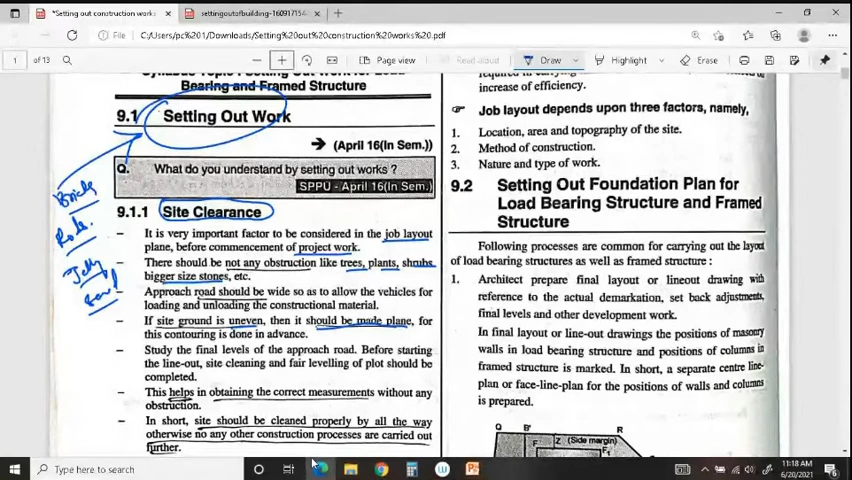 *Setting out construction works
settingoutofbuilding-160917154
File
C:/Users/pc%201/Downloads/Setting%20out%20construction%20works%20.pdf
1 of 13
Page view
Read aloud
Draw
Highlight
Erase
Bearing and Framed Structure
9.1 Setting Out Work
(April 16(In Sem.))
Q. What do you understand by setting out works ?
SPPU - April 16(In Sem.)
9.1.1 Site Clearance
– It is very important factor to be considered in the job layout
plane, before commencement of project work.
– There should be not any obstruction like trees, plants, shrubs
bigger size stones, etc.
– Approach road should be wide so as to allow the vehicles for
loading and unloading the constructional material.
– If site ground is uneven, then it should be made plane, for
this contouring is done in advance.
– Study the final levels of the approach road. Before starting
the line-out, site cleaning and fair levelling of plot should be
completed.
– This helps in obtaining the correct measurements without any
obstruction.
– In short, site should be cleaned properly by all the way
otherwise no any other construction processes are carried out
further.
increase of efficiency.
☞ Job layout depends upon three factors, namely,
1. Location, area and topography of the site.
2. Method of construction.
3. Nature and type of work.
9.2 Setting Out Foundation Plan for
Load Bearing Structure and Framed
Structure
Following processes are common for carrying out the layout
of load bearing structures as well as framed structure :
1. Architect prepare final layout or lineout drawing with
reference to the actual demarkation, set back adjustments,
final levels and other development work.
In final layout or line-out drawings the positions of masonry
walls in load bearing structure and positions of columns in
framed structure is marked. In short, a separate centre line-
plan or face-line-plan for the positions of walls and columns
is prepared.
Q B' R
F Z (Side margin) F₁
Type here to search
11:18 AM
6/20/2021